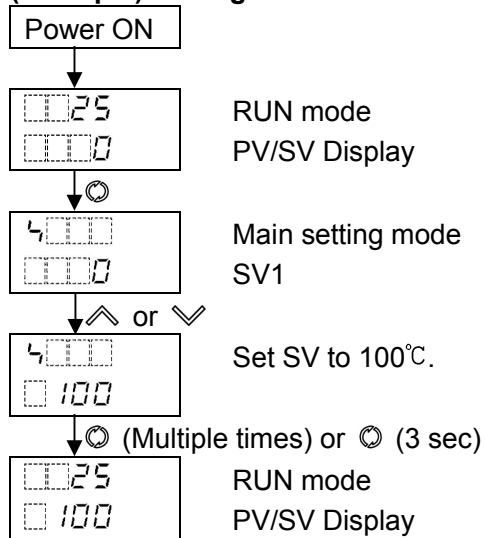 Power ON
25 RUN mode
0 PV/SV Display
Main setting mode
0 SV1
or
Set SV to 100℃.
100
(Multiple times) or (3 sec)
25 RUN mode
100 PV/SV Display